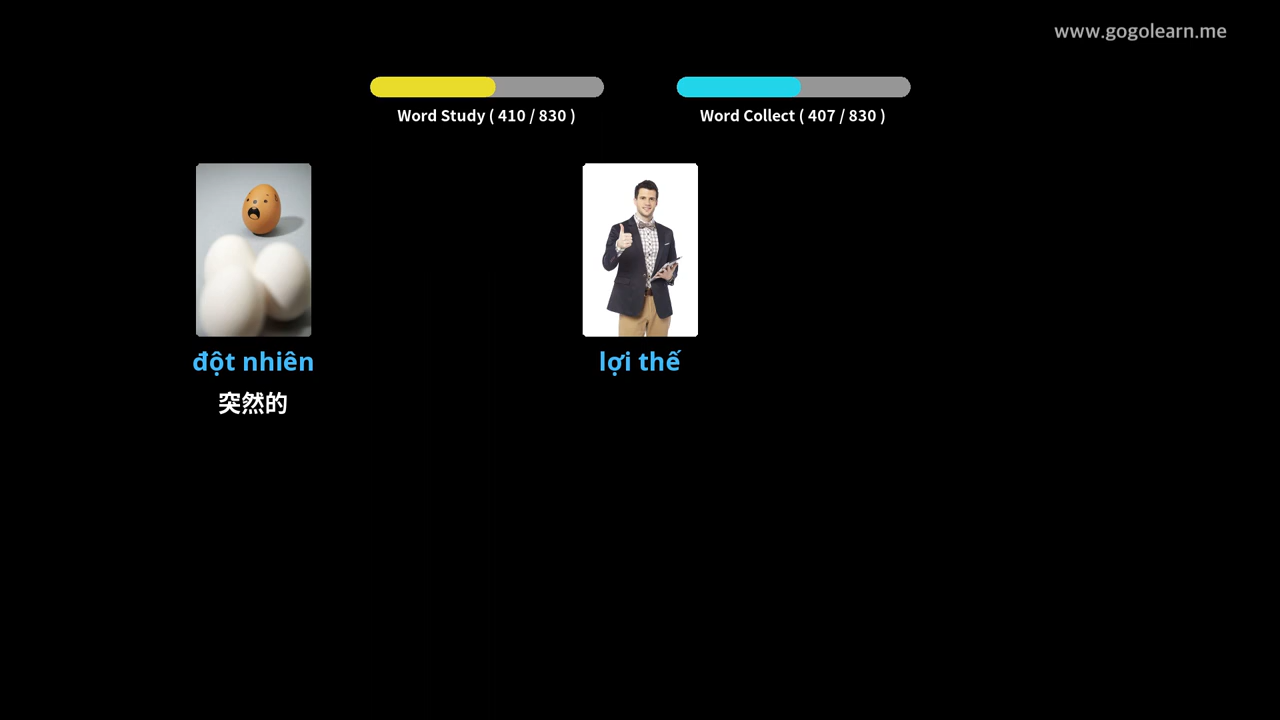 www.gogolearn.me
Word Study ( 410 / 830 )
Word Collect ( 407 / 830 )
đột nhiên
lợi thế
突然的